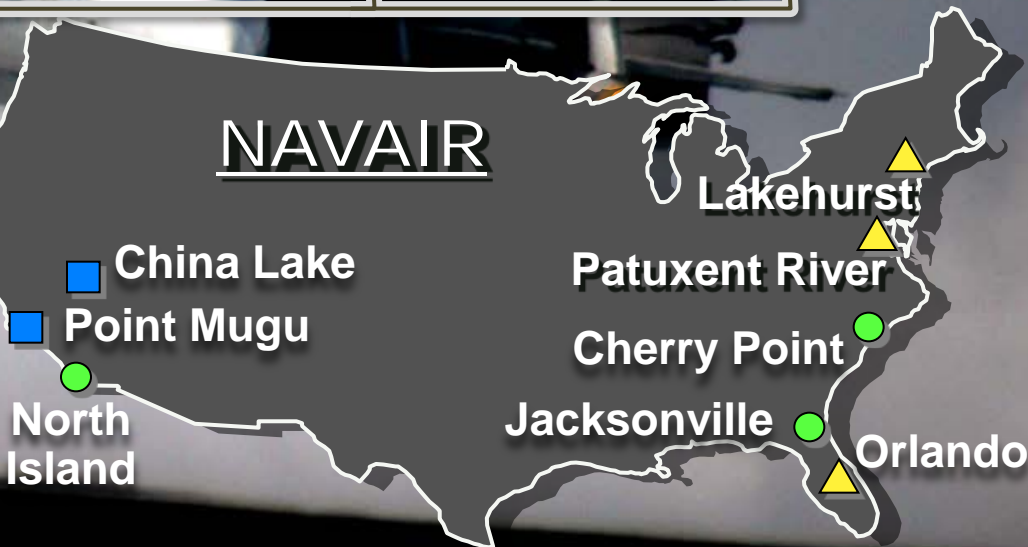 NAVAIR
Lakehurst
China Lake
Patuxent River
Point Mugu
Cherry Point
North
Island
Jacksonville
Orlando